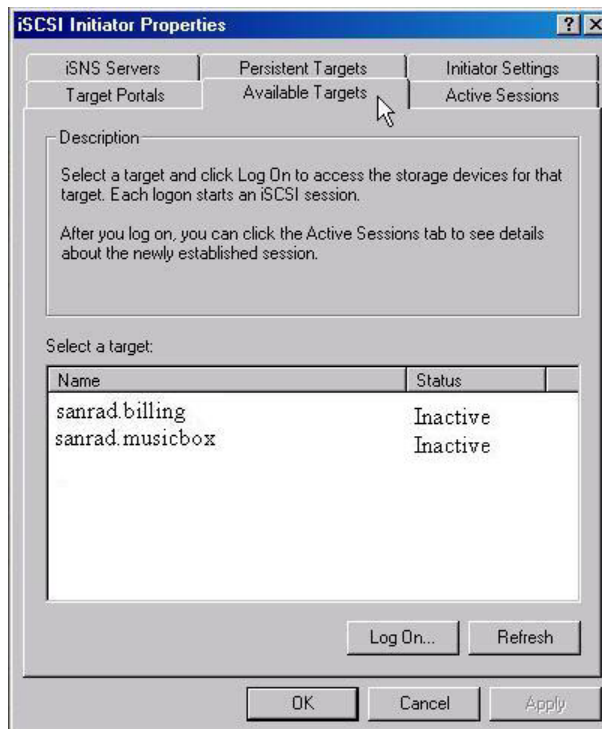 iSCSI Initiator Properties
iSNS Servers Persistent Targets Initiator Settings
Target Portals Available Targets Active Sessions
Description
Select a target and click Log On to access the storage devices for that
target. Each logon starts an iSCSI session.
After you log on, you can click the Active Sessions tab to see details
about the newly established session.
Select a target:
Name Status
sanrad.billing Inactive
sanrad.musicbox Inactive
Log On... Refresh
OK Cancel Apply